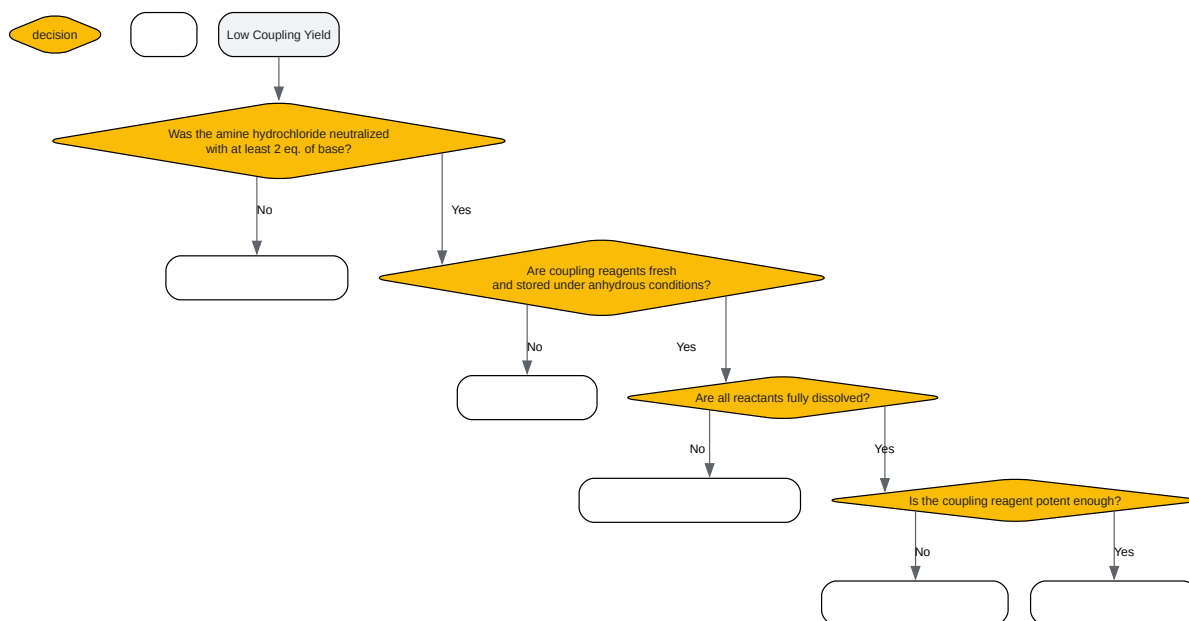 decision
Low Coupling Yield
Was the amine hydrochloride neutralized
with at least 2 eq. of base?
No
Yes
Are coupling reagents fresh
and stored under anhydrous conditions?
No
Yes
Are all reactants fully dissolved?
No
Yes
Is the coupling reagent potent enough?
No
Yes